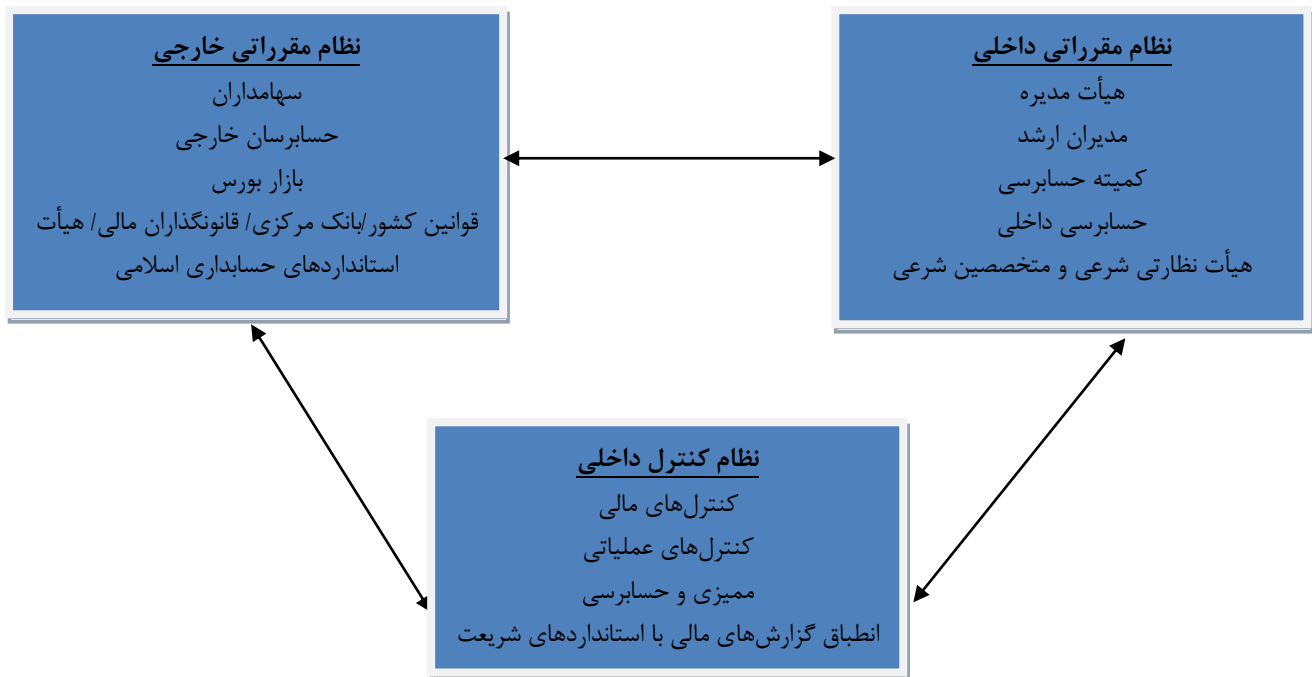 نظام مقرراتی داخلی
هیأت مدیره
مدیران ارشد
کمیته حسابرسی
حسابرسی داخلی
هیأت نظارتی شرعی و متخصصین شرعی
نظام مقرراتی خارجی
سهامداران
حسابرسان خارجی
بازار بورس
قوانین کشور/بانک مرکزی/ قانونگذاران مالی/ هیأت
استانداردهای حسابداری اسلامی
نظام کنترل داخلی
کنترل‌های مالی
کنترل‌های عملیاتی
ممیزی و حسابرسی
انطباق گزارش‌های مالی با استانداردهای شریعت